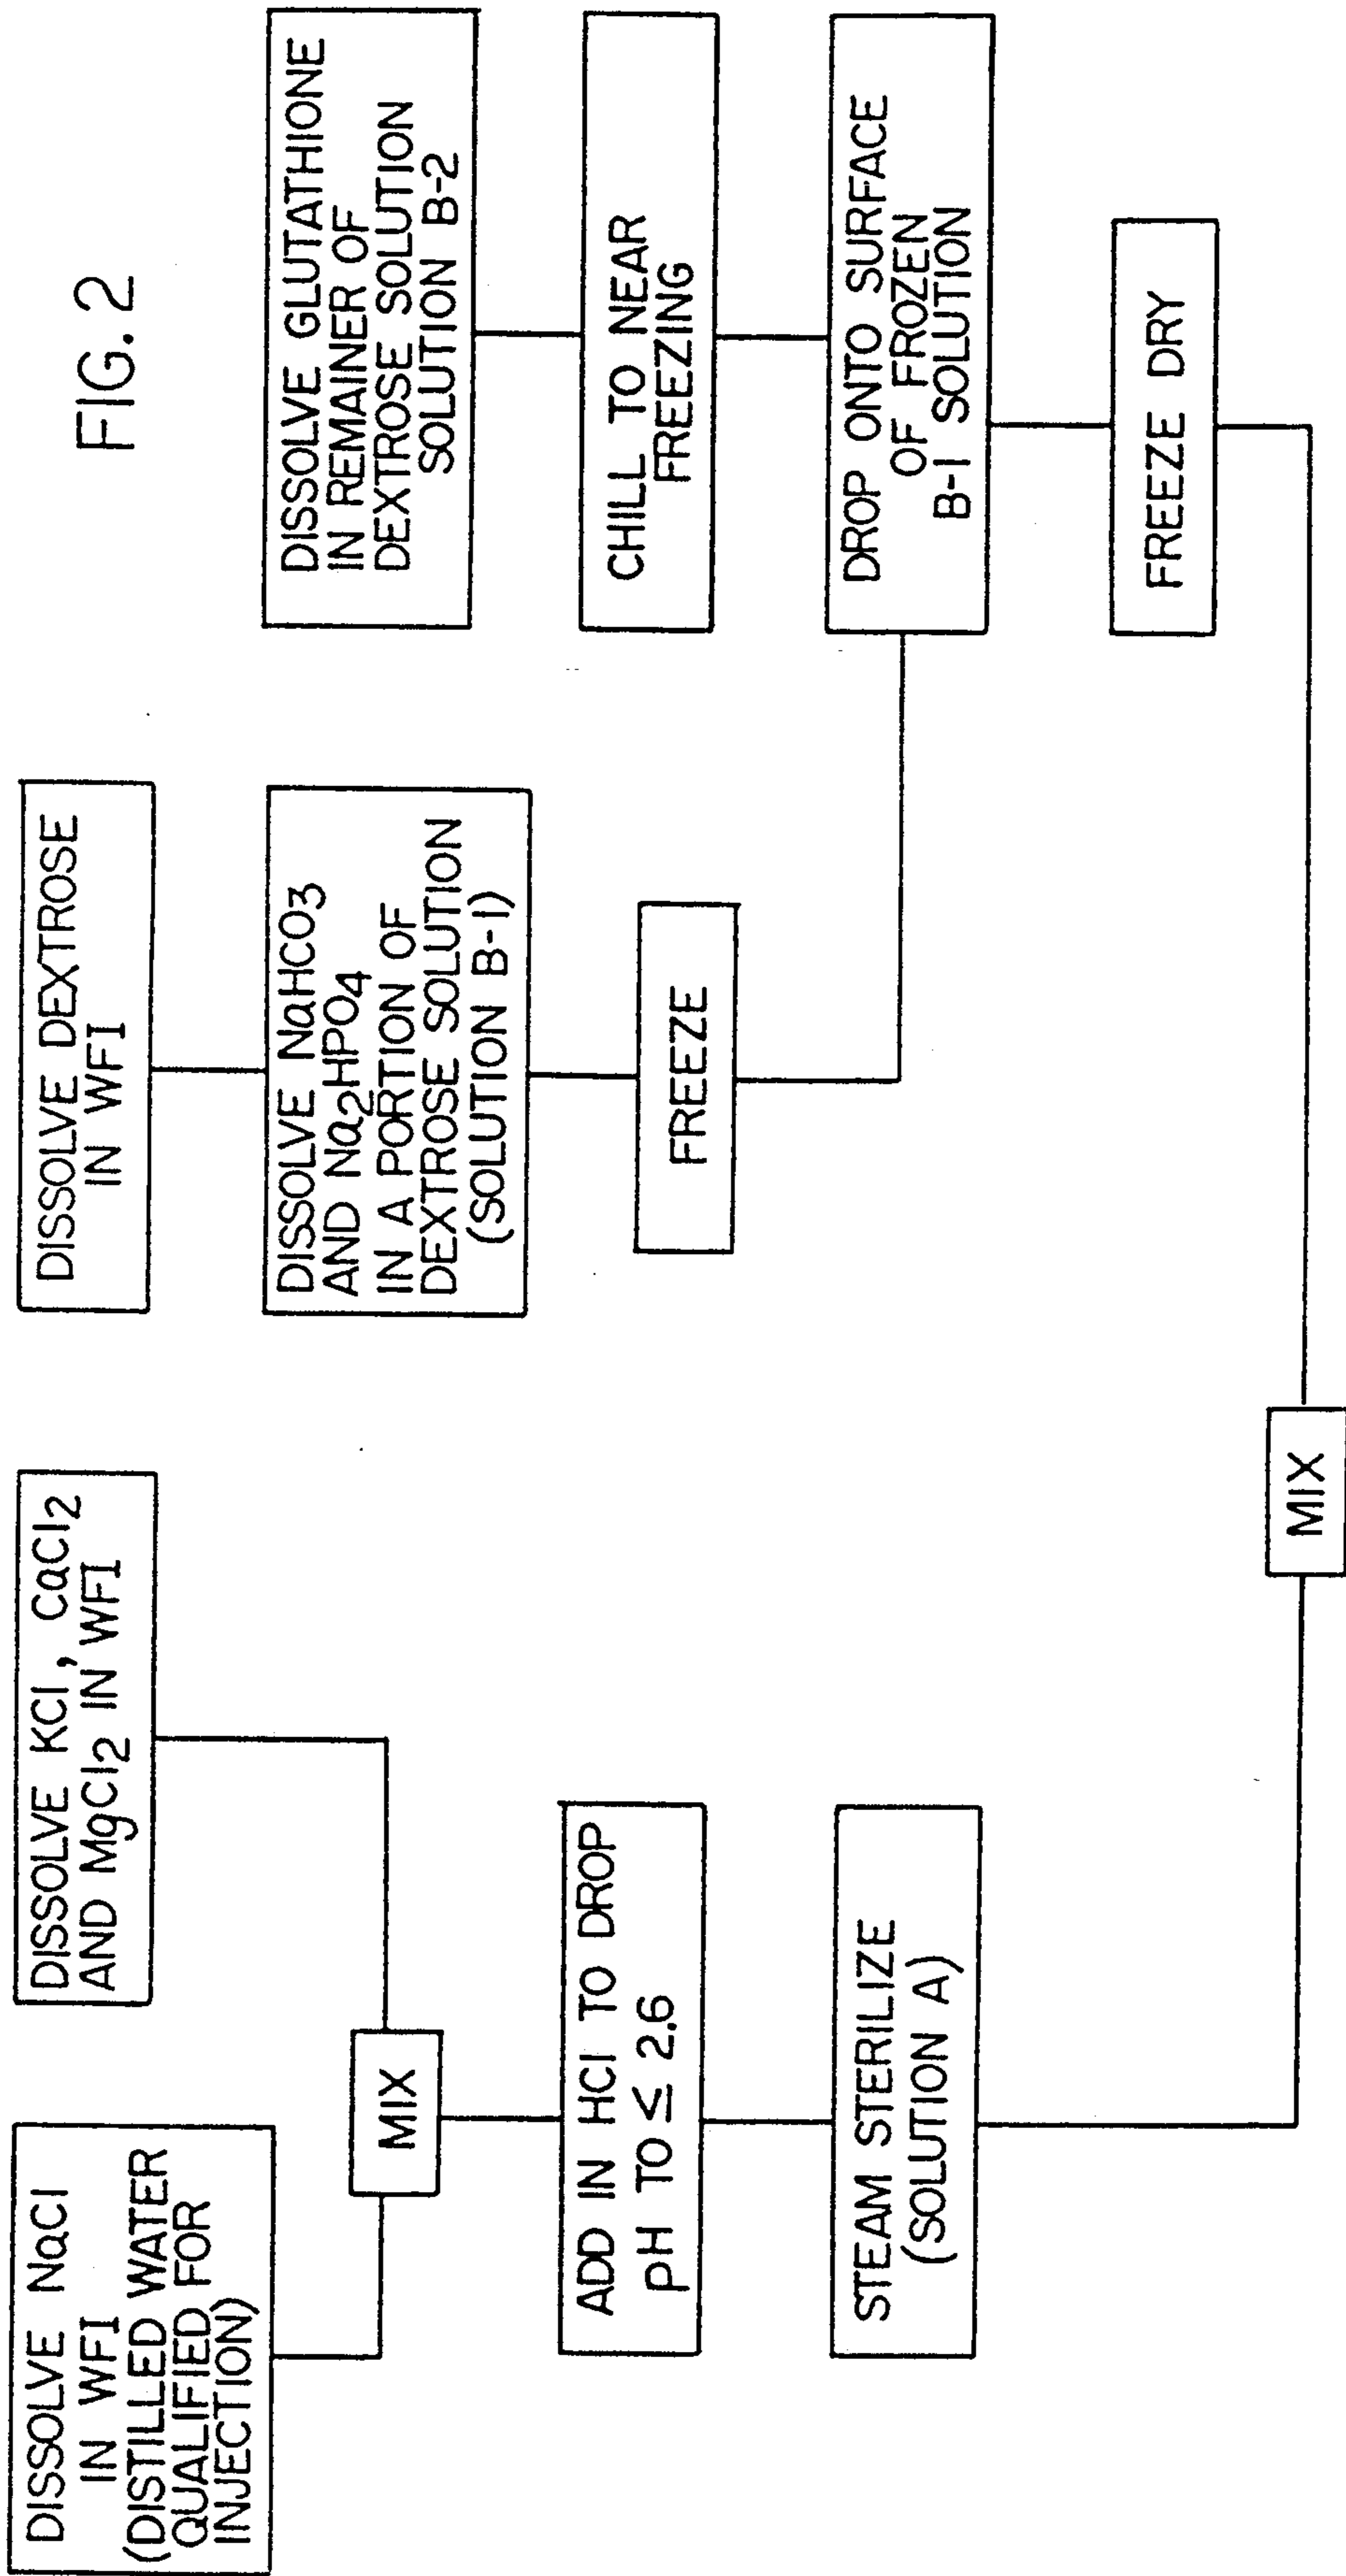 FIG. 2
DISSOLVE NaCl
IN WFI
(DISTILLED WATER
QUALIFIED FOR
INJECTION)
DISSOLVE KCl, CaCl2
AND MgCl2 IN WFI
MIX
ADD IN HCl TO DROP
pH TO ≤ 2.6
STEAM STERILIZE
(SOLUTION A)
DISSOLVE DEXTROSE
IN WFI
DISSOLVE NaHCO3
AND Na2HPO4
IN A PORTION OF
DEXTROSE SOLUTION
(SOLUTION B-1)
FREEZE
DISSOLVE GLUTATHIONE
IN REMAINER OF
DEXTROSE SOLUTION
SOLUTION B-2
CHILL TO NEAR
FREEZING
DROP ONTO SURFACE
OF FROZEN
B-1 SOLUTION
FREEZE DRY
MIX